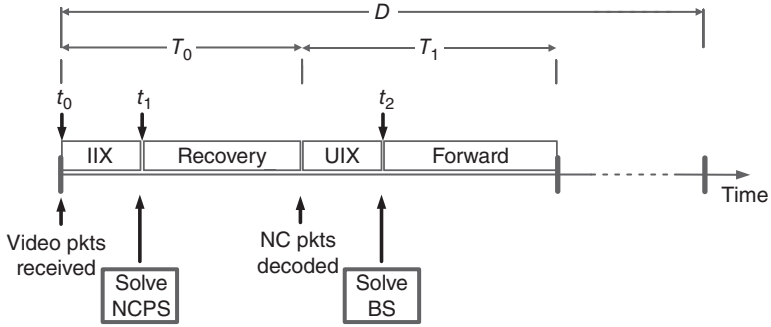 D
T0
T1
t0
t1
t2
IIX
Recovery
UIX
Forward
Time
Video pkts
received
NC pkts
decoded
Solve
NCPS
Solve
BS